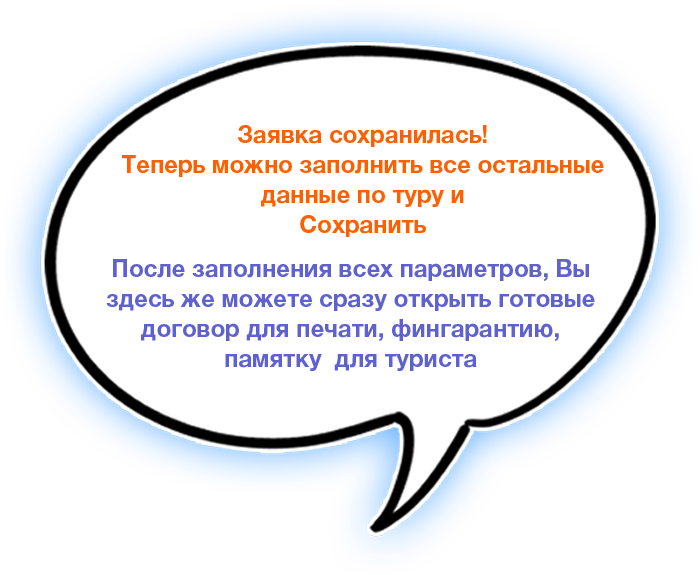 Заявка сохранилась!
Теперь можно заполнить все остальные
данные по туру и
Сохранить
После заполнения всех параметров, Вы
здесь же можете сразу открыть готовые
договор для печати, фингарантию,
памятку для туриста